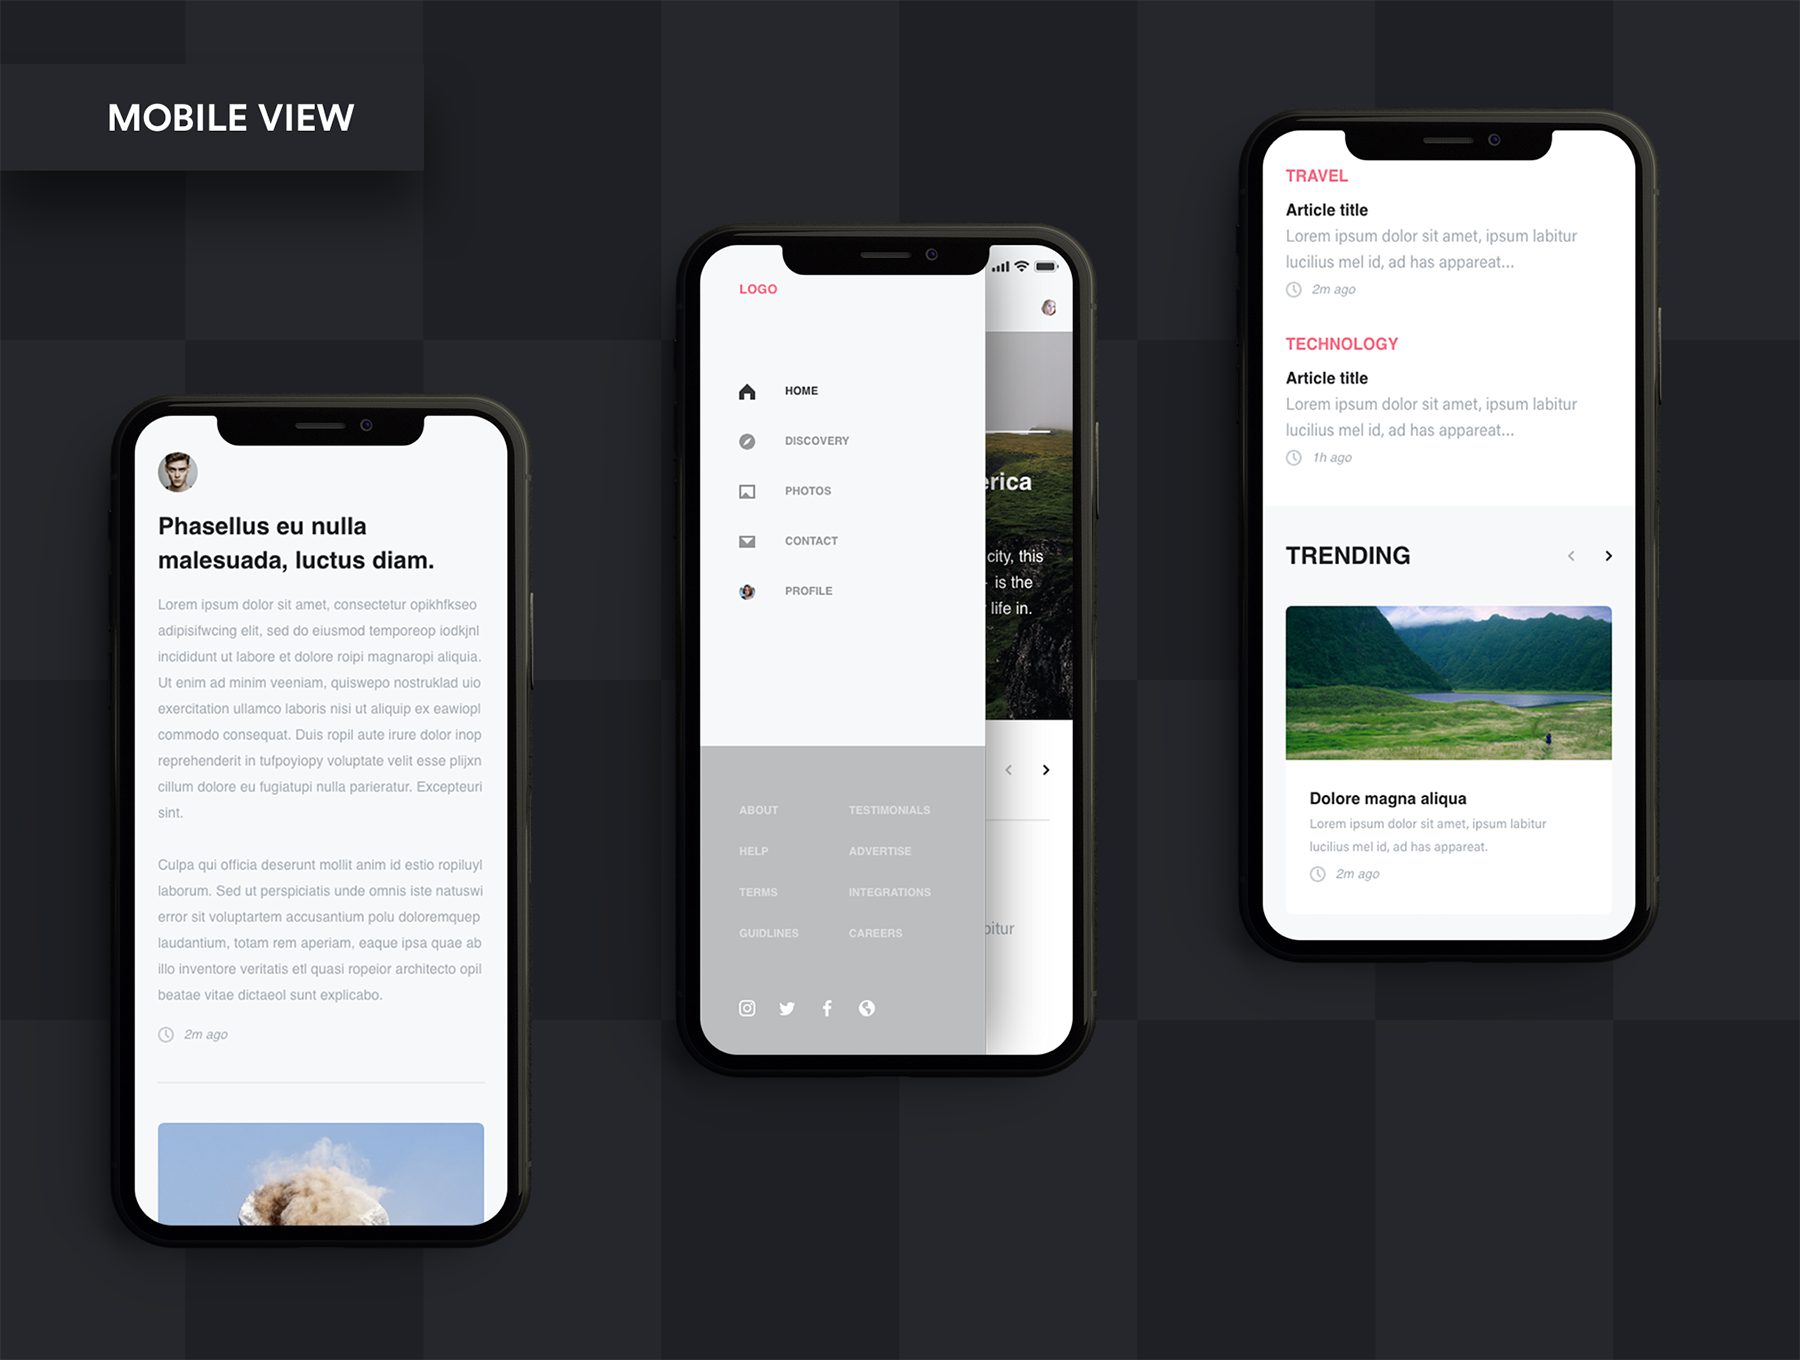 MOBILE VIEW
Phasellus eu nulla
malesuada, luctus diam.
Lorem ipsum dolor sit amet, consectetur opikhfkseo
adipisifwcing elit, sed do eiusmod temporeop iodkjnl
incididunt ut labore et dolore roipi magnaropi aliquia.
Ut enim ad minim veeniam, quiswepo nostruklad uio
exercitation ullamco laboris nisi ut aliquip ex eawiopl
commodo consequat. Duis ropil aute irure dolor inop
reprehenderit in tufpoyiopy voluptate velit esse plijxn
cillum dolore eu fugiatupi nulla parieratur. Excepteuri
sint.
Culpa qui officia deserunt mollit anim id estio ropiluyl
laborum. Sed ut perspiciatis unde omnis iste natuswi
error sit voluptartem accusantium polu doloremquep
laudantium, totam rem aperiam, eaque ipsa quae ab
illo inventore veritatis etl quasi ropeior architecto opil
beatae vitae dictaeol sunt explicabo.
2m ago
LOGO
HOME
DISCOVERY
PHOTOS
CONTACT
PROFILE
ABOUT TESTIMONIALS
HELP ADVERTISE
TERMS INTEGRATIONS
GUIDLINES CAREERS
erica
city, this
is the
life in.
bitur
TRAVEL
Article title
Lorem ipsum dolor sit amet, ipsum labitur
lucilius mel id, ad has appareat...
2m ago
TECHNOLOGY
Article title
Lorem ipsum dolor sit amet, ipsum labitur
lucilius mel id, ad has appareat...
1h ago
TRENDING
Dolore magna aliqua
Lorem ipsum dolor sit amet, ipsum labitur
lucilius mel id, ad has appareat.
2m ago